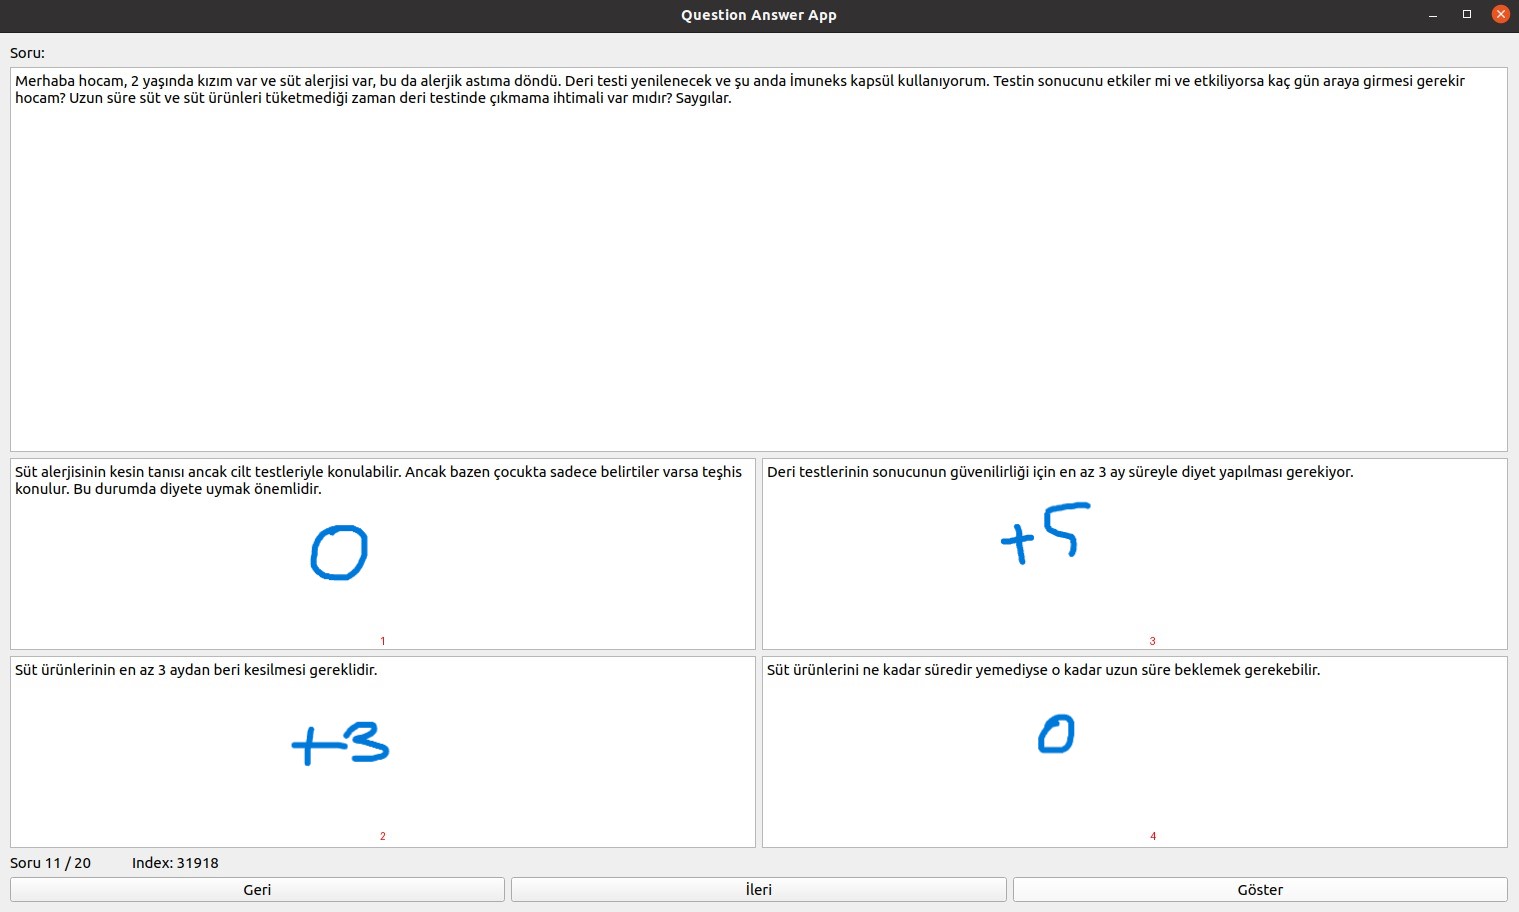 Question Answer App
Soru:
Merhaba hocam, 2 yaşında kızım var ve süt alerjisi var, bu da alerjik astıma döndü. Deri testi yenilenecek ve şu anda İmuneks kapsül kullanıyorum. Testin sonucunu etkiler mi ve etkiliyorsa kaç gün araya girmesi gerekir
hocam? Uzun süre süt ve süt ürünleri tüketmediği zaman deri testinde çıkmama ihtimali var mıdır? Saygılar.
Süt alerjisinin kesin tanısı ancak cilt testleriyle konulabilir. Ancak bazen çocukta sadece belirtiler varsa teşhis
konulur. Bu durumda diyete uymak önemlidir.
0
1
Deri testlerinin sonucunun güvenilirliği için en az 3 ay süreyle diyet yapılması gerekiyor.
+5
3
Süt ürünlerinin en az 3 aydan beri kesilmesi gereklidir.
+3
2
Süt ürünlerini ne kadar süredir yemediyse o kadar uzun süre beklemek gerekebilir.
0
4
Soru 11 / 20 Index: 31918
Geri İleri Göster